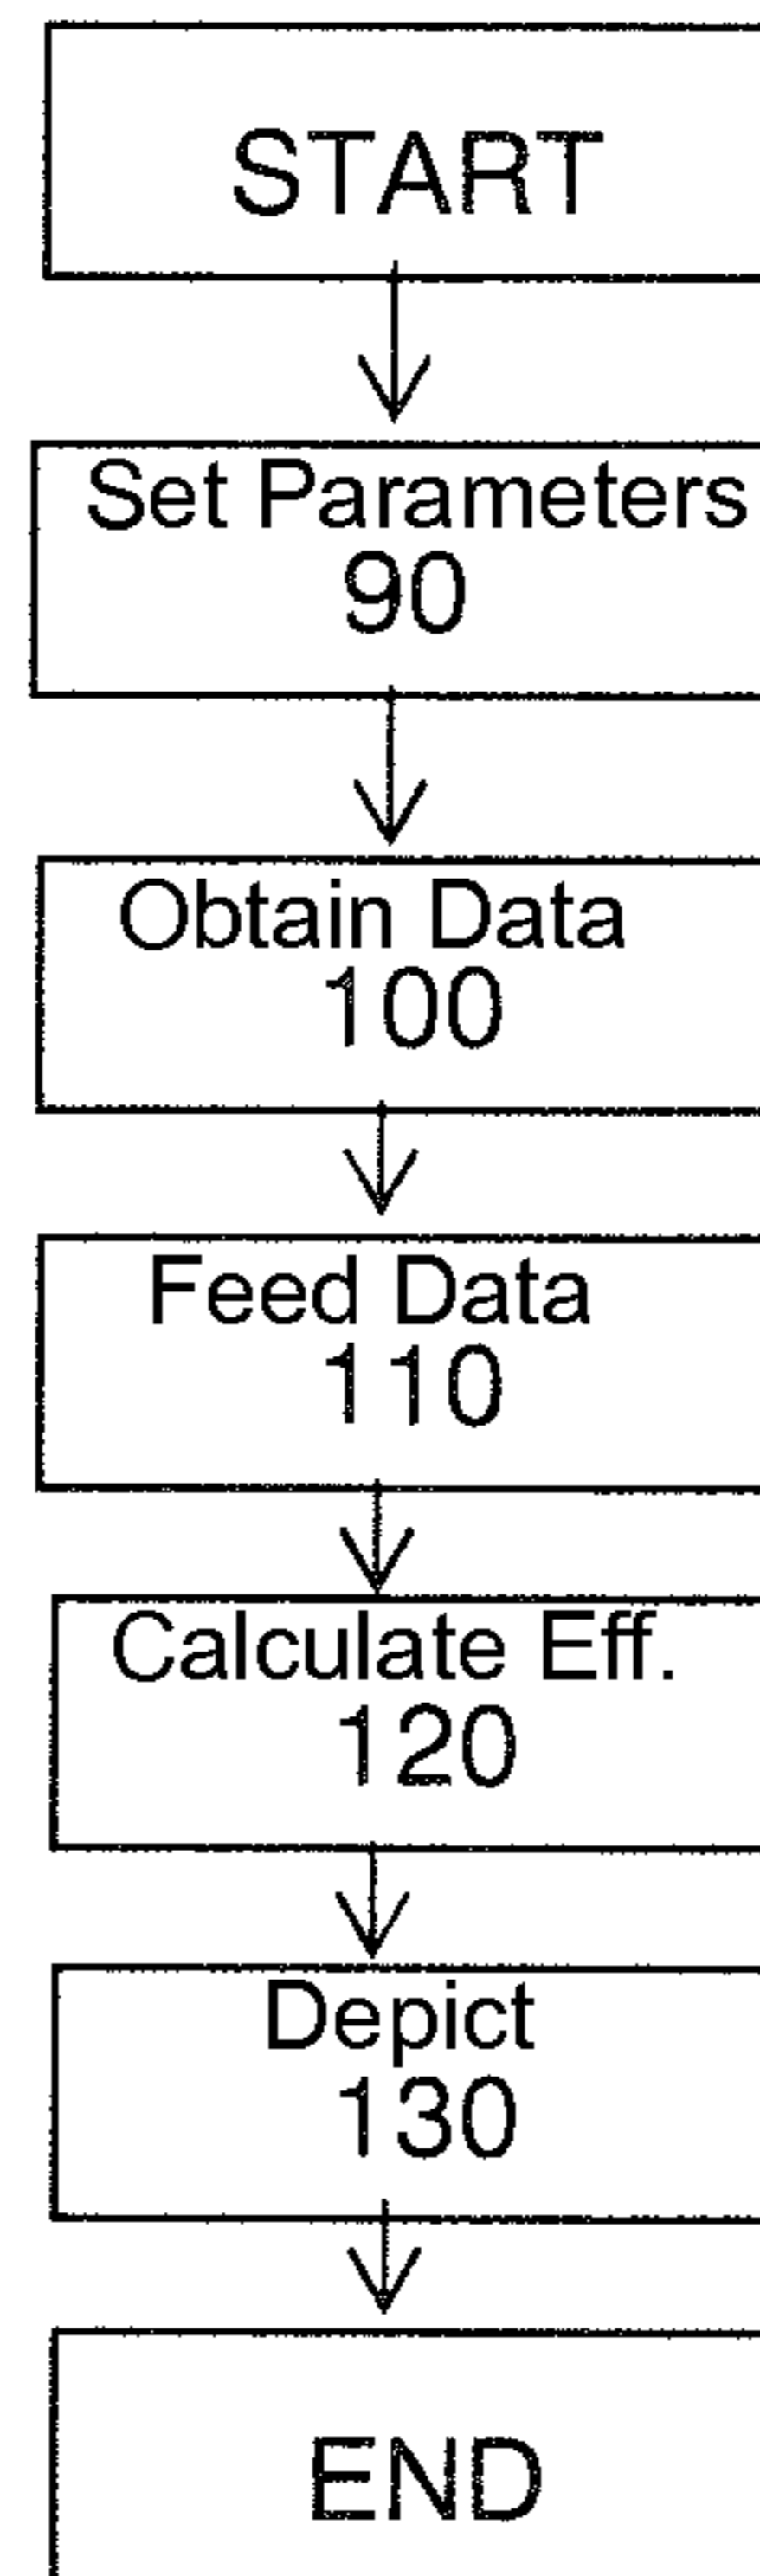 START
Set Parameters
90
Obtain Data
100
Feed Data
110
Calculate Eff.
120
Depict
130
END